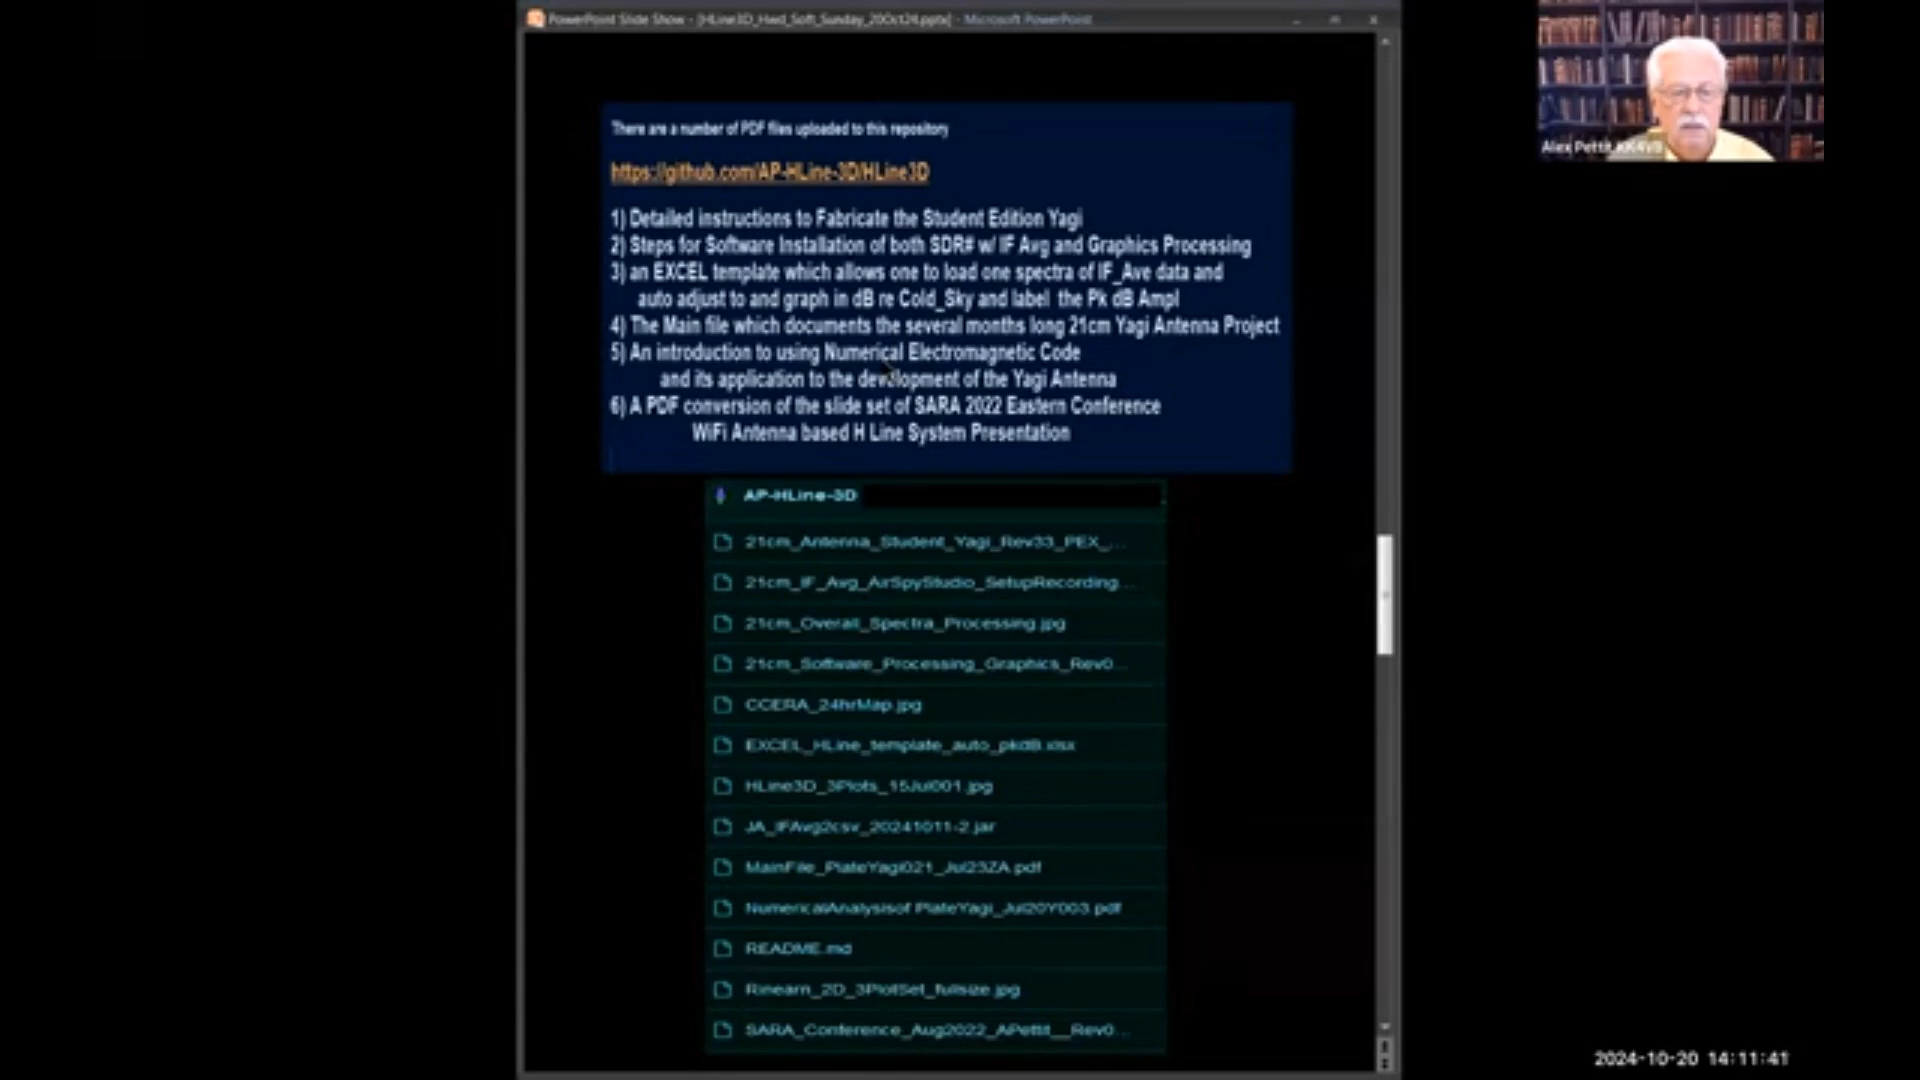 PowerPoint Slide Show - [HLine3D_Hwd_Soft_Sunday_20Oct24.pptx] - Microsoft PowerPoint
There are a number of PDF files uploaded to this repository
https://github.com/AP-HLine-3D/HLine3D
1) Detailed instructions to Fabricate the Student Edition Yagi
2) Steps for Software Installation of both SDR# w/ IF Avg and Graphics Processing
3) an EXCEL template which allows one to load one spectra of IF_Ave data and
auto adjust to and graph in dB re Cold_Sky and label the Pk dB Ampl
4) The Main file which documents the several months long 21cm Yagi Antenna Project
5) An introduction to using Numerical Electromagnetic Code
and its application to the development of the Yagi Antenna
6) A PDF conversion of the slide set of SARA 2022 Eastern Conference
WiFi Antenna based H Line System Presentation
AP-HLine-3D
21cm_Antenna_Student_Yagi_Rev33_PEX_...
21cm_IF_Avg_AirSpyStudio_SetupRecording...
21cm_Overall_Spectra_Processing.jpg
21cm_Software_Processing_Graphics_Rev0...
CCERA_24hrMap.jpg
EXCEL_HLine_template_auto_pkdB.xlsx
HLine3D_3Plots_15Jul001.jpg
JA_IFAvg2csv_20241011-2.jar
MainFile_PlateYagi021_Jul23ZA.pdf
NumericalAnalysisof PlateYagi_Jul20Y003.pdf
README.md
Rinearn_2D_3PlotSet_fullsize.jpg
SARA_Conference_Aug2022_APettit__Rev0...
Alex Pettit
2024-10-20 14:11:41